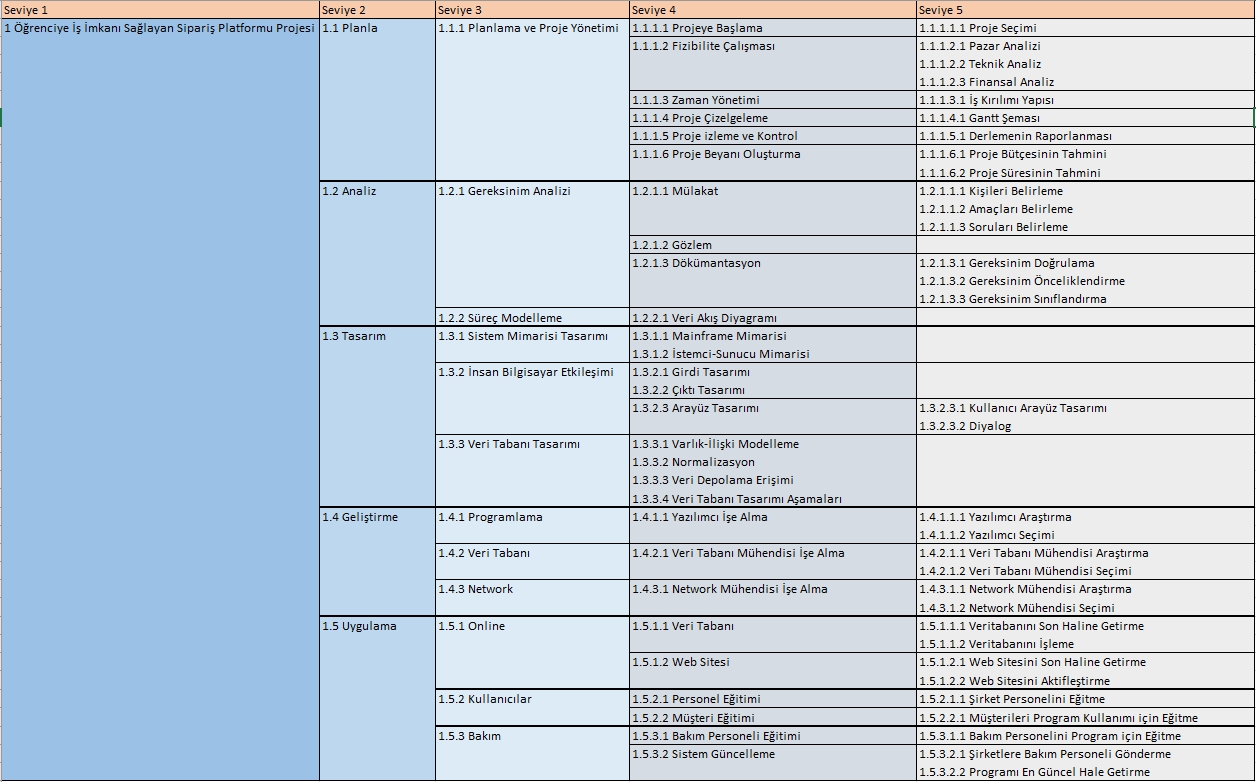 Seviye 1 Seviye 2 Seviye 3 Seviye 4 Seviye 5
1 Öğrenciye İş İmkanı Sağlayan Sipariş Platformu Projesi 1.1 Planla 1.1.1 Planlama ve Proje Yönetimi 1.1.1.1 Projeye Başlama 1.1.1.1.1 Proje Seçimi
1.1.1.2 Fizibilite Çalışması 1.1.1.2.1 Pazar Analizi
1.1.1.2.2 Teknik Analiz
1.1.1.2.3 Finansal Analiz
1.1.1.3 Zaman Yönetimi 1.1.1.3.1 İş Kırılımı Yapısı
1.1.1.4 Proje Çizelgeleme 1.1.1.4.1 Gantt Şeması
1.1.1.5 Proje izleme ve Kontrol 1.1.1.5.1 Derlemenin Raporlanması
1.1.1.6 Proje Beyanı Oluşturma 1.1.1.6.1 Proje Bütçesinin Tahmini
1.1.1.6.2 Proje Süresinin Tahmini
1.2 Analiz 1.2.1 Gereksinim Analizi 1.2.1.1 Mülakat 1.2.1.1.1 Kişileri Belirleme
1.2.1.1.2 Amaçları Belirleme
1.2.1.1.3 Soruları Belirleme
1.2.1.2 Gözlem
1.2.1.3 Dökümantasyon 1.2.1.3.1 Gereksinim Doğrulama
1.2.1.3.2 Gereksinim Önceliklendirme
1.2.1.3.3 Gereksinim Sınıflandırma
1.2.2 Süreç Modelleme 1.2.2.1 Veri Akış Diyagramı
1.3 Tasarım 1.3.1 Sistem Mimarisi Tasarımı 1.3.1.1 Mainframe Mimarisi
1.3.1.2 İstemci-Sunucu Mimarisi
1.3.2 İnsan Bilgisayar Etkileşimi 1.3.2.1 Girdi Tasarımı
1.3.2.2 Çıktı Tasarımı
1.3.2.3 Arayüz Tasarımı 1.3.2.3.1 Kullanıcı Arayüz Tasarımı
1.3.2.3.2 Diyalog
1.3.3 Veri Tabanı Tasarımı 1.3.3.1 Varlık-İlişki Modelleme
1.3.3.2 Normalizasyon
1.3.3.3 Veri Depolama Erişimi
1.3.3.4 Veri Tabanı Tasarımı Aşamaları
1.4 Geliştirme 1.4.1 Programlama 1.4.1.1 Yazılımcı İşe Alma 1.4.1.1.1 Yazılımcı Araştırma
1.4.1.1.2 Yazılımcı Seçimi
1.4.2 Veri Tabanı 1.4.2.1 Veri Tabanı Mühendisi İşe Alma 1.4.2.1.1 Veri Tabanı Mühendisi Araştırma
1.4.2.1.2 Veri Tabanı Mühendisi Seçimi
1.4.3 Network 1.4.3.1 Network Mühendisi İşe Alma 1.4.3.1.1 Network Mühendisi Araştırma
1.4.3.1.2 Network Mühendisi Seçimi
1.5 Uygulama 1.5.1 Online 1.5.1.1 Veri Tabanı 1.5.1.1.1 Veritabanını Son Haline Getirme
1.5.1.1.2 Veritabanını İşleme
1.5.1.2 Web Sitesi 1.5.1.2.1 Web Sitesini Son Haline Getirme
1.5.1.2.2 Web Sitesini Aktifleştirme
1.5.2 Kullanıcılar 1.5.2.1 Personel Eğitimi 1.5.2.1.1 Şirket Personelini Eğitme
1.5.2.2 Müşteri Eğitimi 1.5.2.2.1 Müşterileri Program Kullanımı için Eğitme
1.5.3 Bakım 1.5.3.1 Bakım Personeli Eğitimi 1.5.3.1.1 Bakım Personelini Program için Eğitme
1.5.3.2 Sistem Güncelleme 1.5.3.2.1 Şirketlere Bakım Personeli Gönderme
1.5.3.2.2 Programı En Güncel Hale Getirme